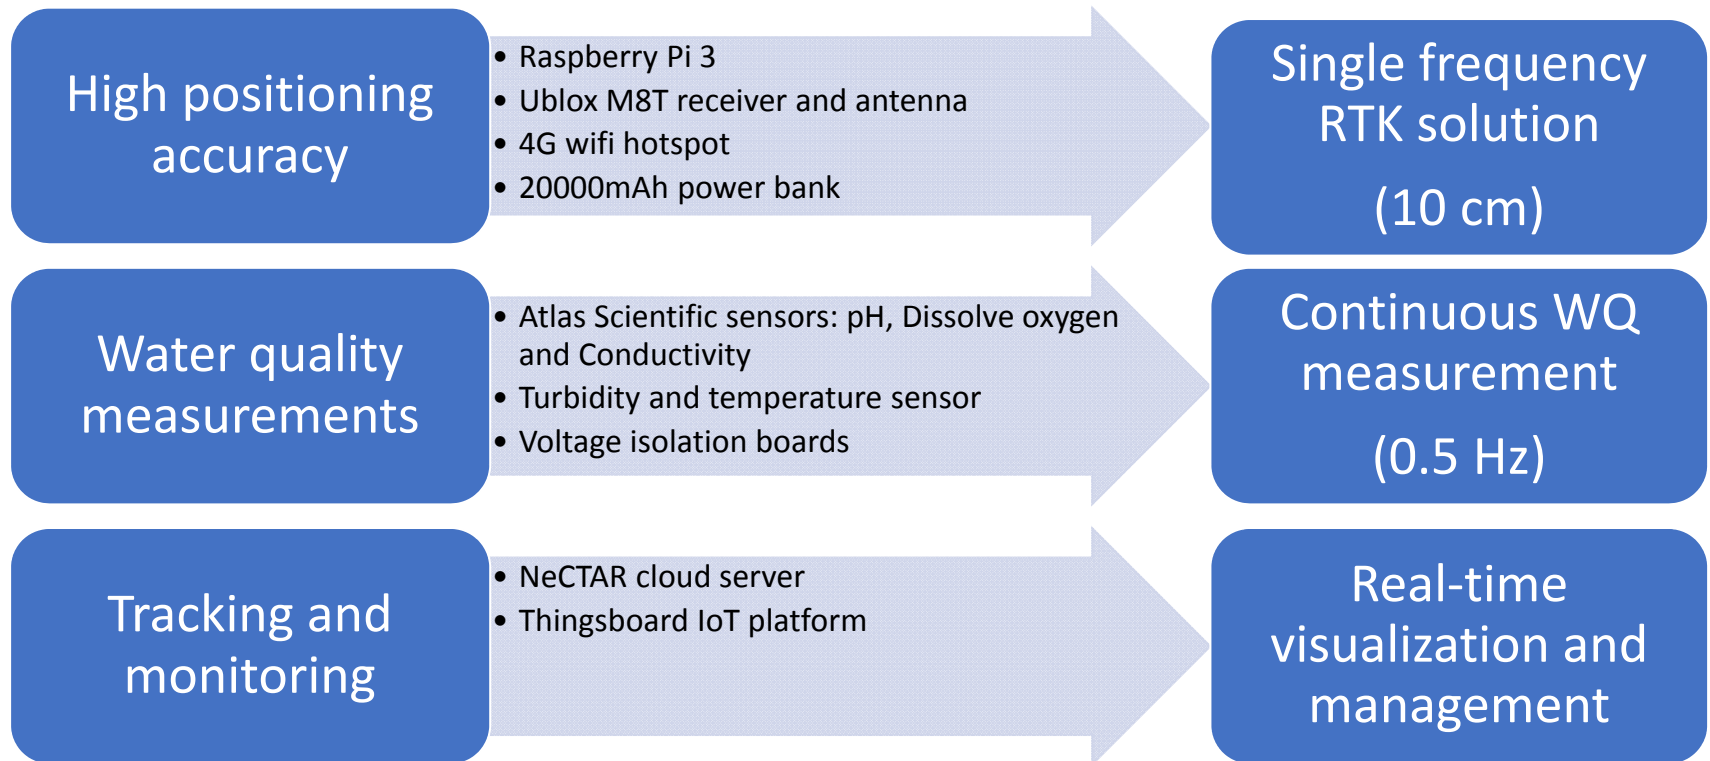 High positioning
accuracy
• Raspberry Pi 3
• Ublox M8T receiver and antenna
• 4G wifi hotspot
• 20000mAh power bank
Single frequency
RTK solution
(10 cm)
Water quality
measurements
• Atlas Scientific sensors: pH, Dissolve oxygen
and Conductivity
• Turbidity and temperature sensor
• Voltage isolation boards
Continuous WQ
measurement
(0.5 Hz)
Tracking and
monitoring
• NeCTAR cloud server
• Thingsboard IoT platform
Real-time
visualization and
management